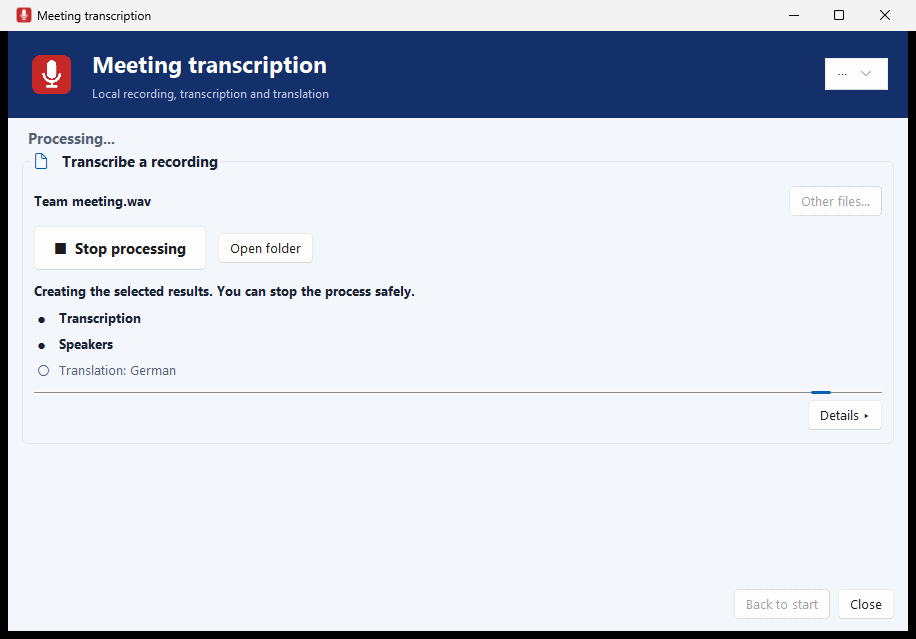 Meeting transcription
Meeting transcription
Local recording, transcription and translation
...
Processing...
Transcribe a recording
Team meeting.wav
Other files...
Stop processing
Open folder
Creating the selected results. You can stop the process safely.
Transcription
Speakers
Translation: German
Details
Back to start
Close